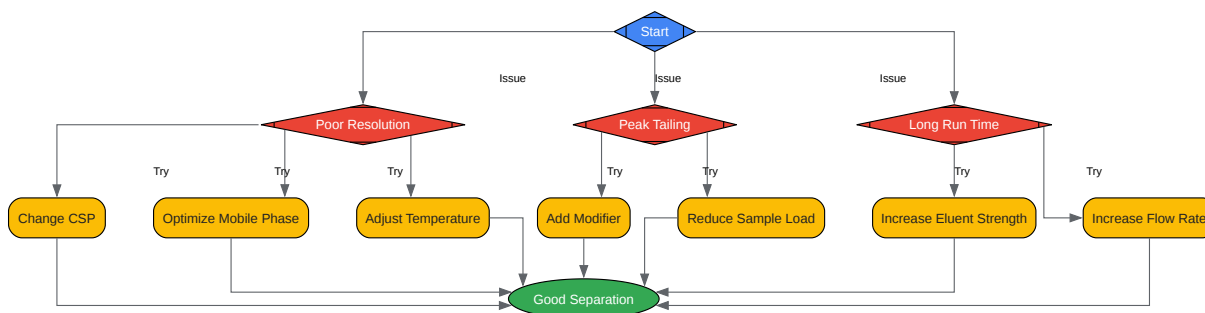 Start
Issue
Issue
Issue
Poor Resolution
Peak Tailing
Long Run Time
Try
Try
Try
Try
Try
Try
Try
Change CSP
Optimize Mobile Phase
Adjust Temperature
Add Modifier
Reduce Sample Load
Increase Eluent Strength
Increase Flow Rate
Good Separation